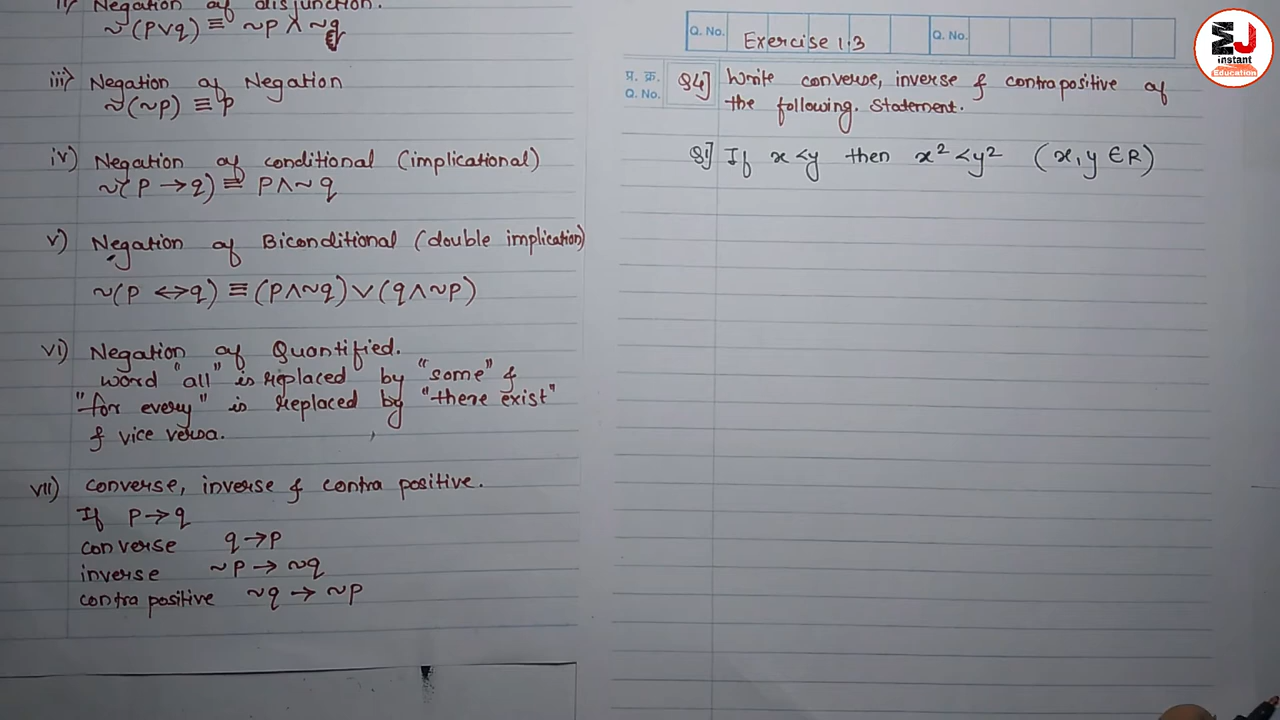 ii) Negation of disjunction.
~(p∨q) ≡ ~p ∧ ~q
iii) Negation of Negation
~(~p) ≡ p
iv) Negation of conditional (implicational)
~(p → q) ≡ p ∧ ~ q
v) Negation of Biconditional (double implication)
~(p ↔ q) ≡ (p ∧ ~q) ∨ (q ∧ ~p)
vi) Negation of Quantified.
word "all" is replaced by "some" &
"for every" is replaced by "there exist"
& vice versa.
vii) converse, inverse & contra positive.
If p → q
converse q → p
inverse ~p → ~q
contra positive ~q → ~p
Q. No. Exercise 1.3 Q. No.
प्र. क्र.
Q. No.
Q4] Write converse, inverse & contrapositive of
the following. Statement.
Q1] If x < y then x² < y² (x, y ∈ R)
MJ
instant
Education